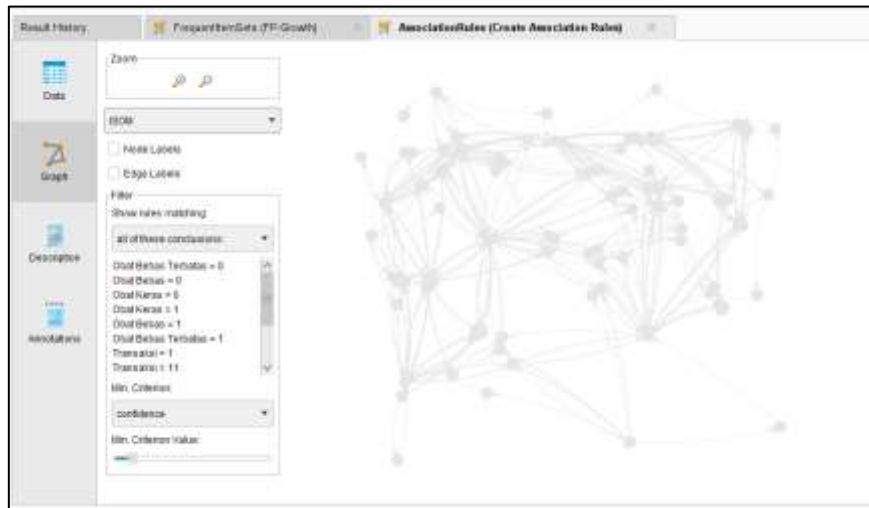 Result History
FrequentItemSets (FP-Growth)
AssociationRules (Create Association Rules)
Zoom
Data
ISOM
Node Labels
Graph
Edge Labels
Filter
Show rules matching
all of these conclusions:
Obat Bebas Terbatas = 0
Description
Obat Bebas = 0
Obat Keras = 0
Obat Keras = 1
Obat Bebas = 1
Annotations
Obat Bebas Terbatas = 1
Transaksi = 1
Transaksi = 11
Min. Criterion:
confidence
Min. Criterion Value: